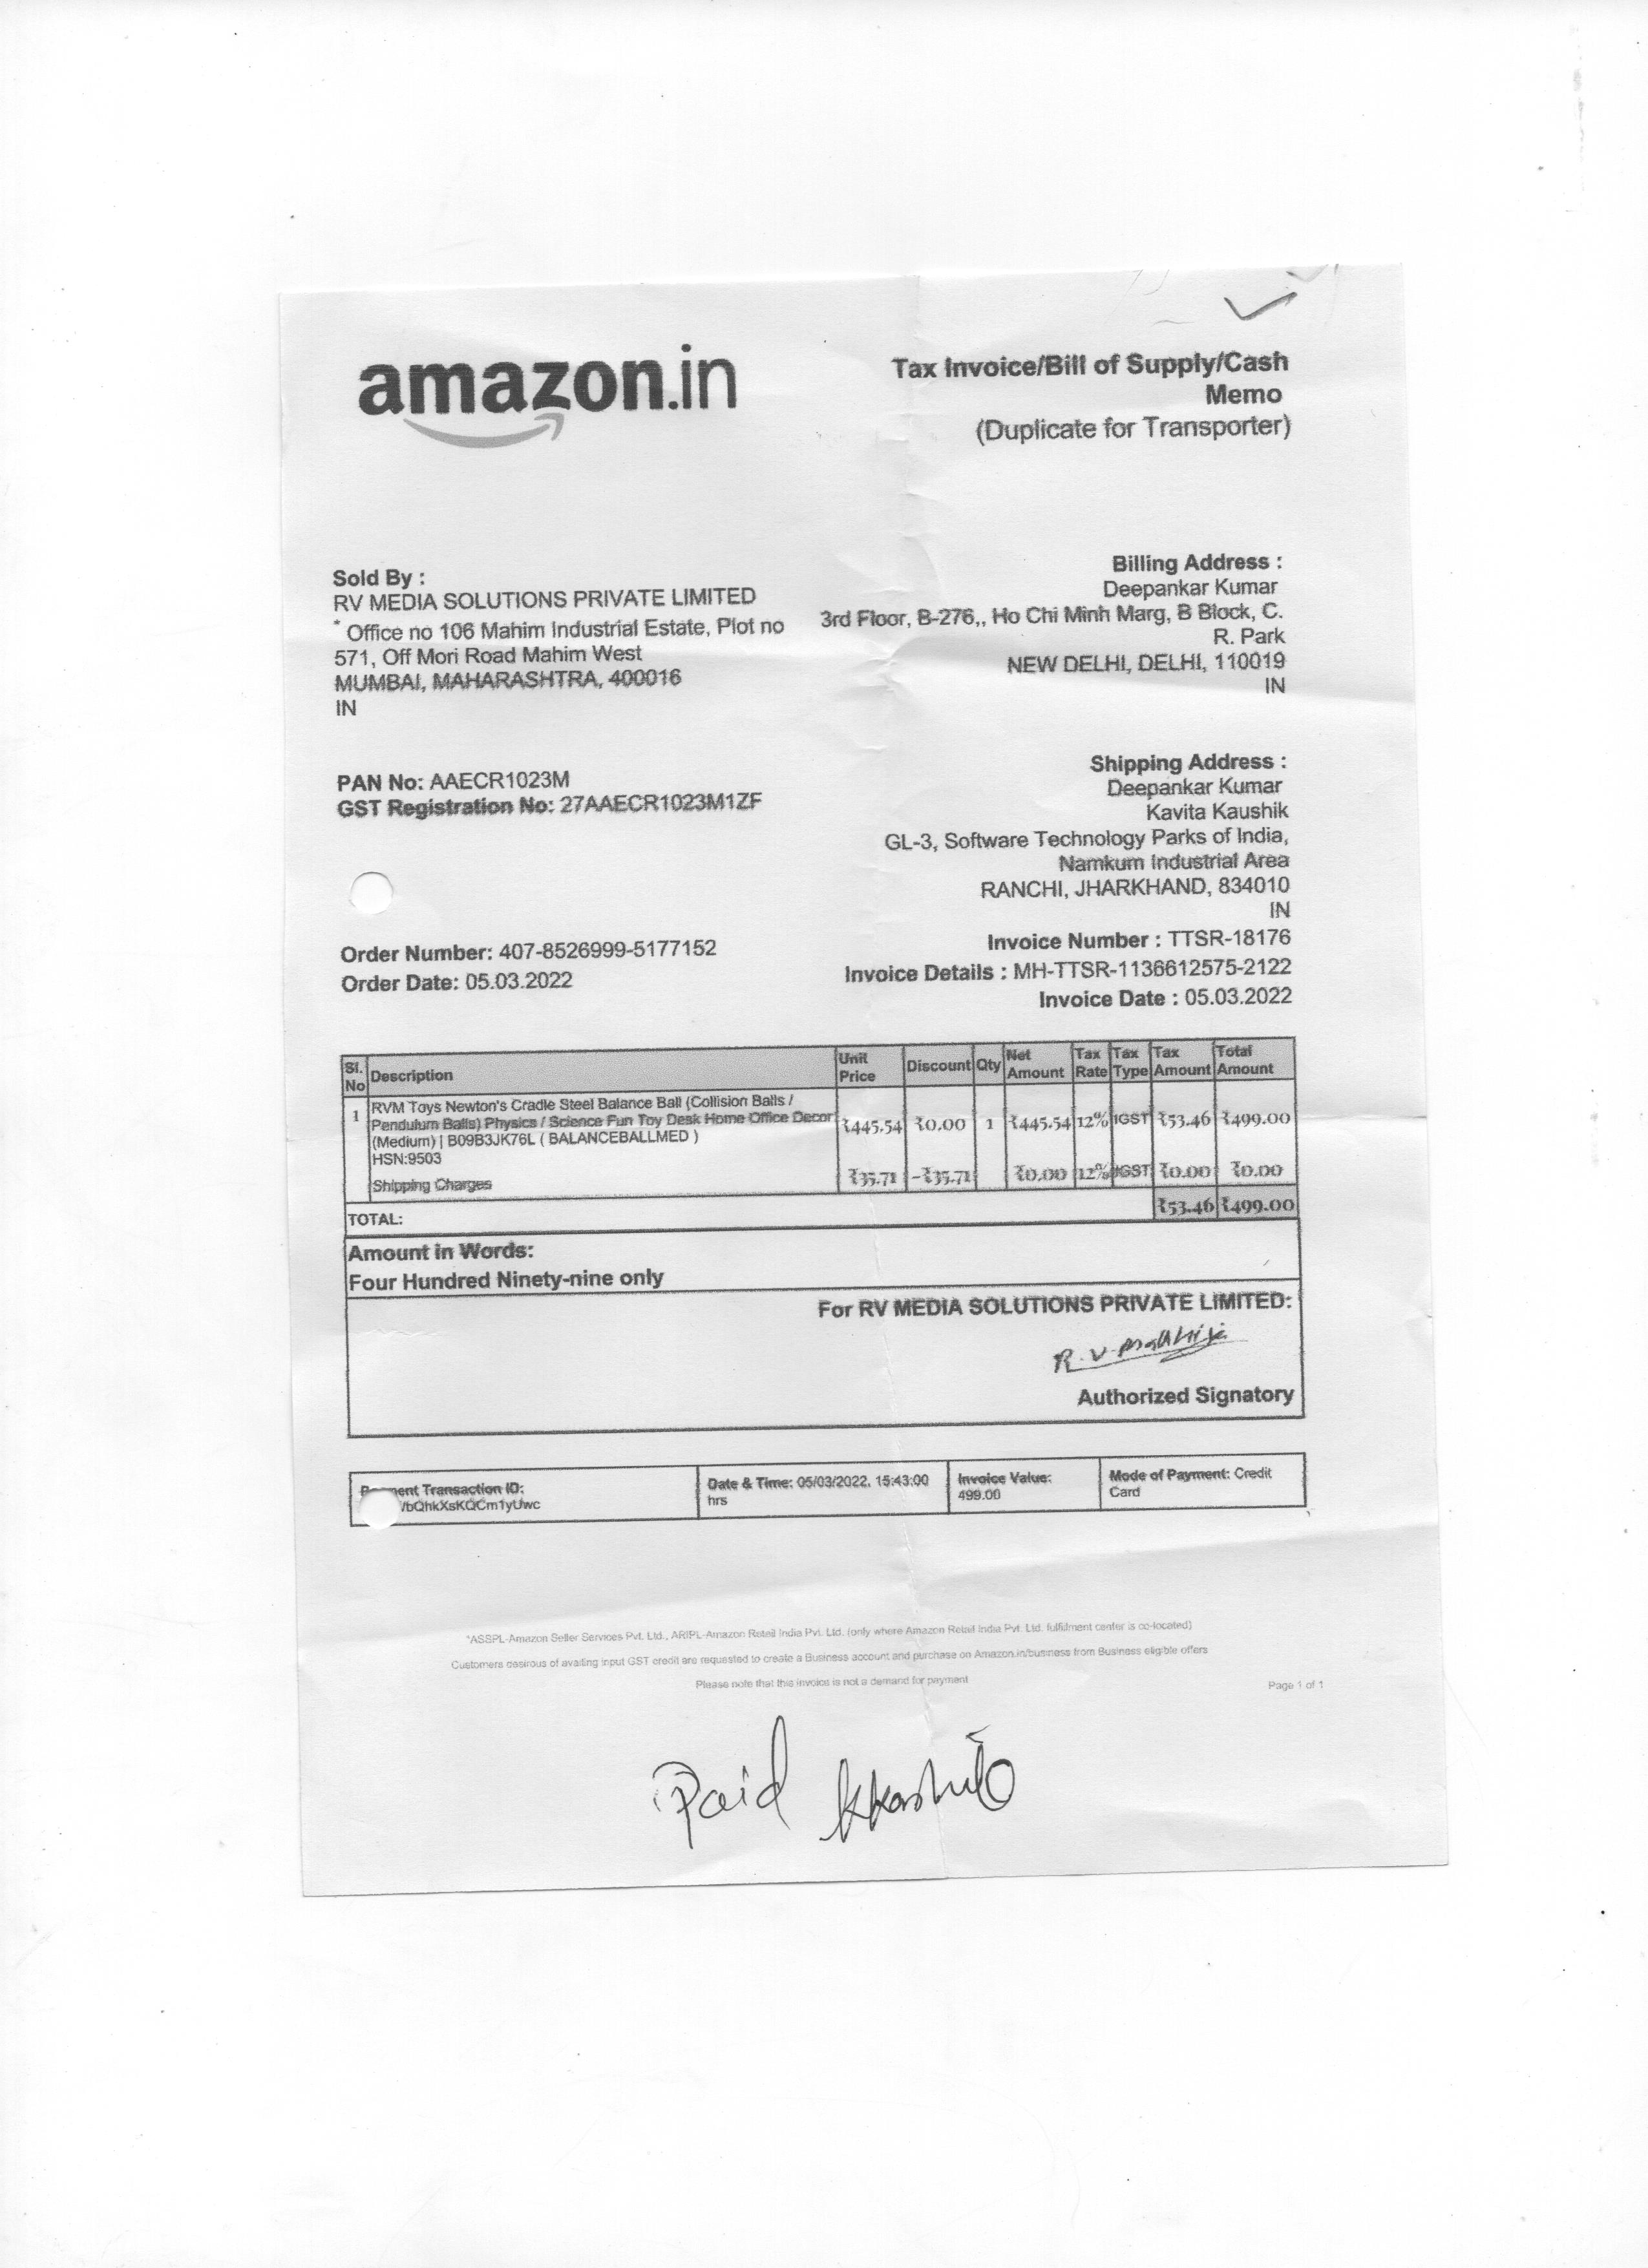 amazon.in
Tax Invoice/Bill of Supply/Cash
Memo
(Duplicate for Transporter)
Sold By :
RV MEDIA SOLUTIONS PRIVATE LIMITED
* Office no 106 Mahim Industrial Estate, Plot no
571, Off Mori Road Mahim West
MUMBAI, MAHARASHTRA, 400016
IN
Billing Address :
Deepankar Kumar
3rd Floor, B-276,, Ho Chi Minh Marg, B Block, C.
R. Park
NEW DELHI, DELHI, 110019
IN
PAN No: AAECR1023M
GST Registration No: 27AAECR1023M1ZF
Shipping Address :
Deepankar Kumar
Kavita Kaushik
GL-3, Software Technology Parks of India,
Namkum Industrial Area
RANCHI, JHARKHAND, 834010
IN
Order Number: 407-8526999-5177152
Order Date: 05.03.2022
Invoice Number : TTSR-18176
Invoice Details : MH-TTSR-1136612575-2122
Invoice Date : 05.03.2022
Sl. No Description Unit Price Discount Qty Net Amount Tax Rate Tax Type Tax Amount Total Amount
1 RVM Toys Newton's Cradle Steel Balance Ball (Collision Balls /
Pendulum Balls) Physics / Science Fun Toy Desk Home Office Decor ₹445.54 ₹0.00 1 ₹445.54 12% IGST ₹53.46 ₹499.00
(Medium) | B09B3JK76L ( BALANCEBALLMED )
HSN:9503
Shipping Charges ₹35.71 -₹35.71 ₹0.00 12% IGST ₹0.00 ₹0.00
TOTAL: ₹53.46 ₹499.00
Amount in Words:
Four Hundred Ninety-nine only
For RV MEDIA SOLUTIONS PRIVATE LIMITED:
Authorized Signatory
Transaction ID:
/bQhkXsKQCm1yUwc
Date & Time: 05/03/2022, 15:43:00
hrs
Invoice Value:
499.00
Mode of Payment: Credit
Card
*ASSPL-Amazon Seller Services Pvt. Ltd., ARIPL-Amazon Retail India Pvt. Ltd. (only where Amazon Retail India Pvt. Ltd. fulfilment center is co-located)
Customers desirous of availing input GST credit are requested to create a Business account and purchase on Amazon.in/business from Business eligible offers
Please note that this invoice is not a demand for payment
Page 1 of 1
Paid